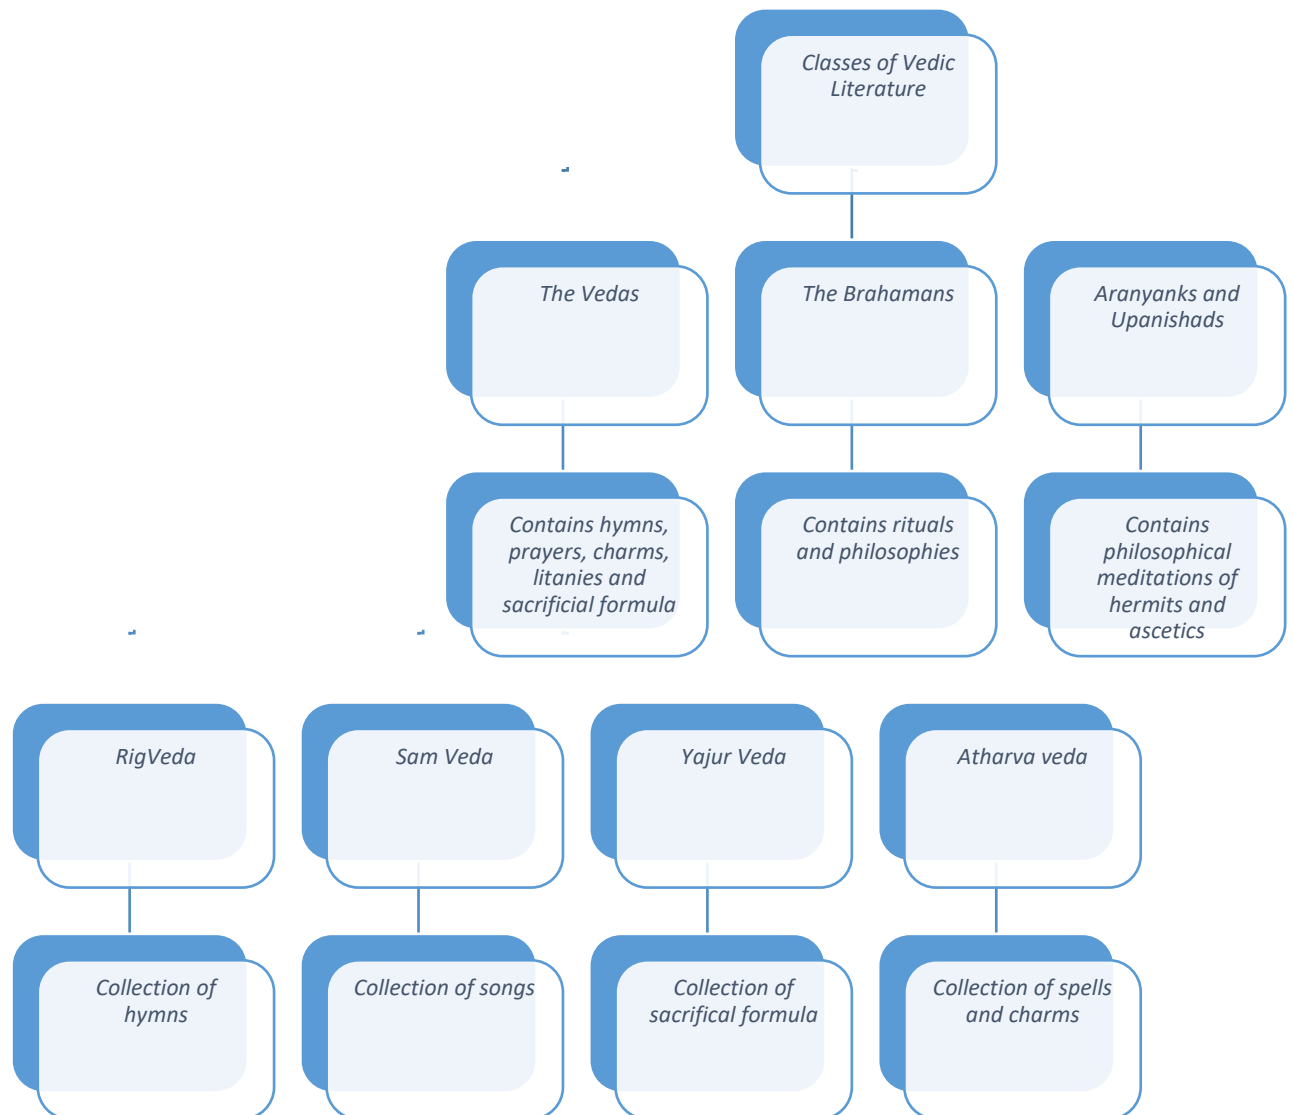 Classes of Vedic
Literature
The Vedas
The Brahamans
Aranyanks and
Upanishads
Contains hymns,
prayers, charms,
litanies and
sacrificial formula
Contains rituals
and philosophies
Contains
philosophical
meditations of
hermits and
ascetics
RigVeda
Sam Veda
Yajur Veda
Atharva veda
Collection of
hymns
Collection of songs
Collection of
sacrifical formula
Collection of spells
and charms